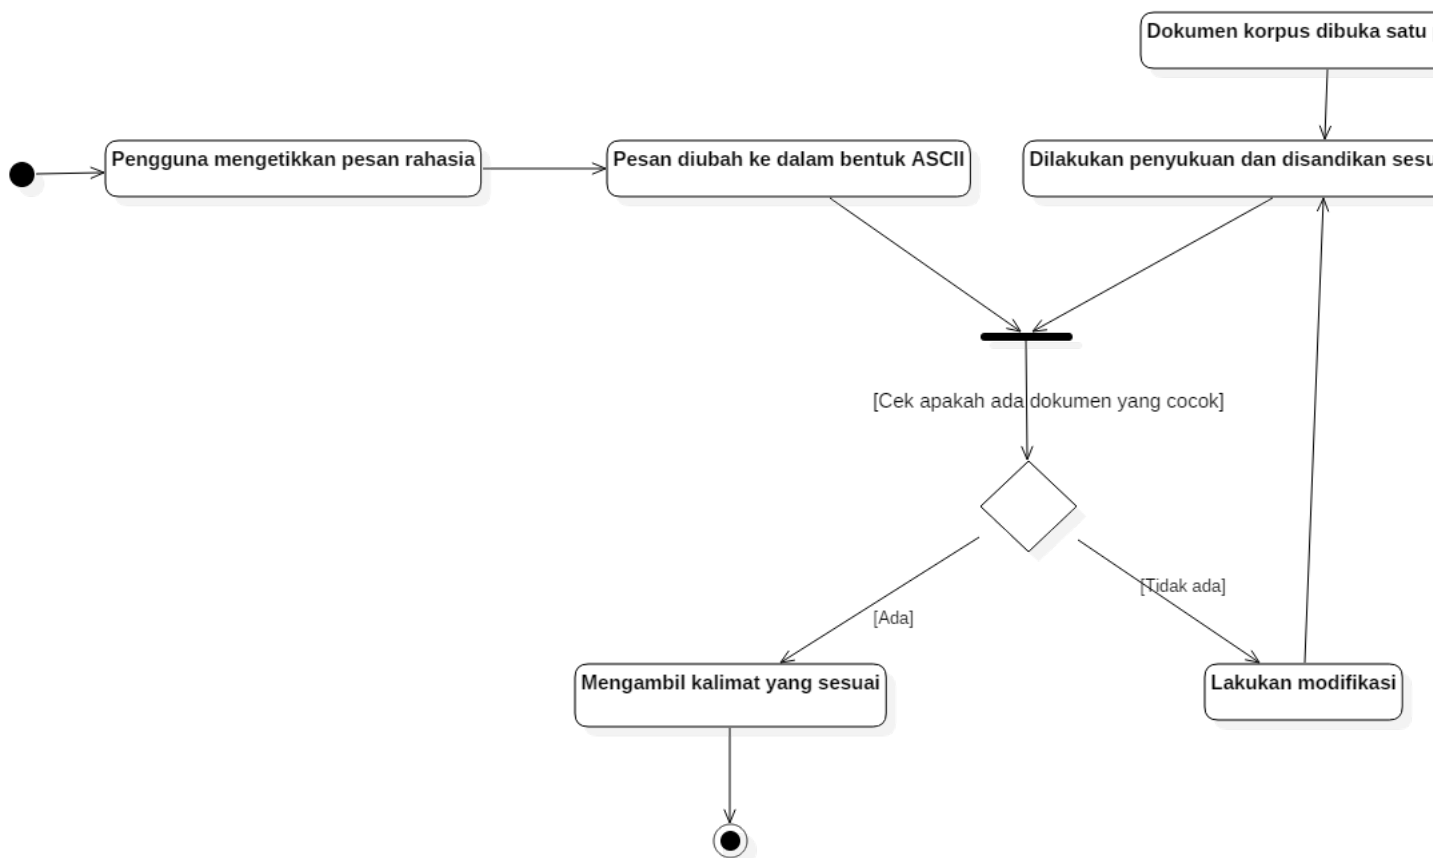 Dokumen korpus dibuka satu
Pengguna mengetikkan pesan rahasia
Pesan diubah ke dalam bentuk ASCII
Dilakukan penyukuan dan disandikan
[Cek apakah ada dokumen yang cocok]
[Tidak ada]
[Ada]
Mengambil kalimat yang sesuai
Lakukan modifikasi